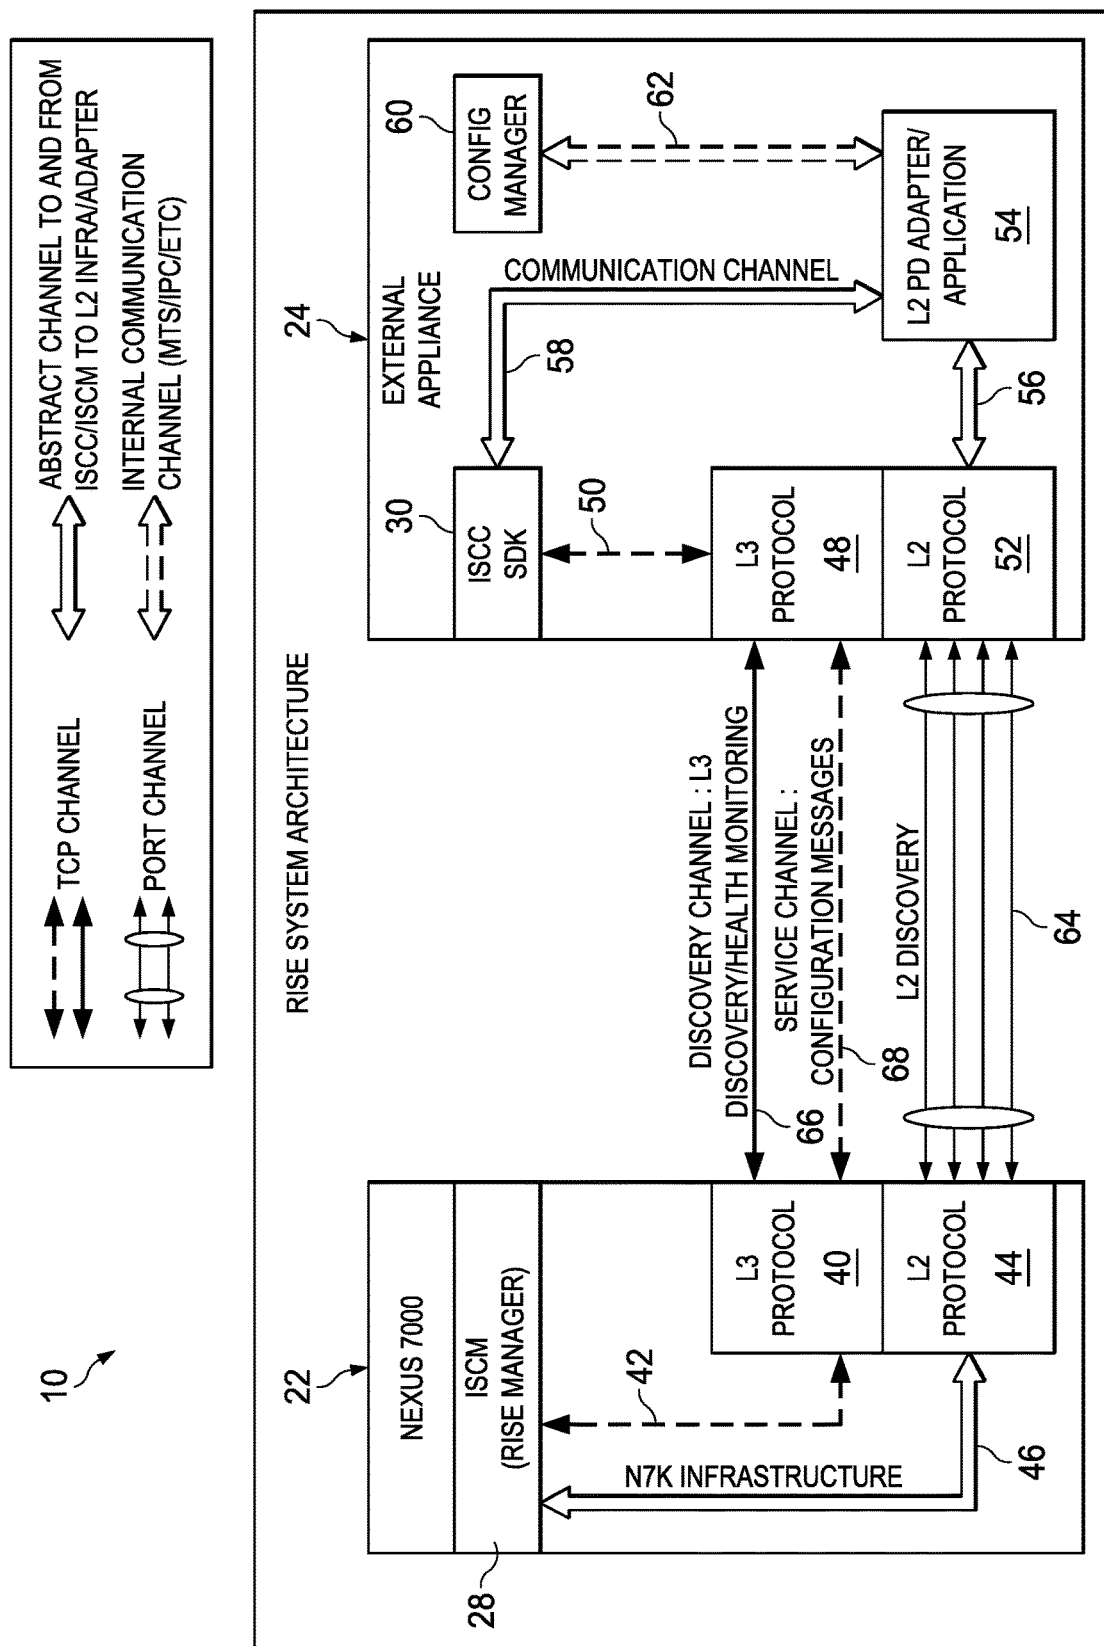 10
TCP CHANNEL
PORT CHANNEL
ABSTRACT CHANNEL TO AND FROM
ISCC/ISCM TO L2 INFRA/ADAPTER
INTERNAL COMMUNICATION
CHANNEL (MTS/IPC/ETC)
RISE SYSTEM ARCHITECTURE
22
NEXUS 7000
ISCM
(RISE MANAGER)
28
42
N7K INFRASTRUCTURE
46
L3
PROTOCOL
40
L2
PROTOCOL
44
DISCOVERY CHANNEL : L3
DISCOVERY/HEALTH MONITORING
66
SERVICE CHANNEL :
CONFIGURATION MESSAGES
68
L2 DISCOVERY
64
24
EXTERNAL
APPLIANCE
30
ISCC
SDK
50
L3
PROTOCOL
48
L2
PROTOCOL
52
58
COMMUNICATION CHANNEL
56
60
CONFIG
MANAGER
62
L2 PD ADAPTER/
APPLICATION
54